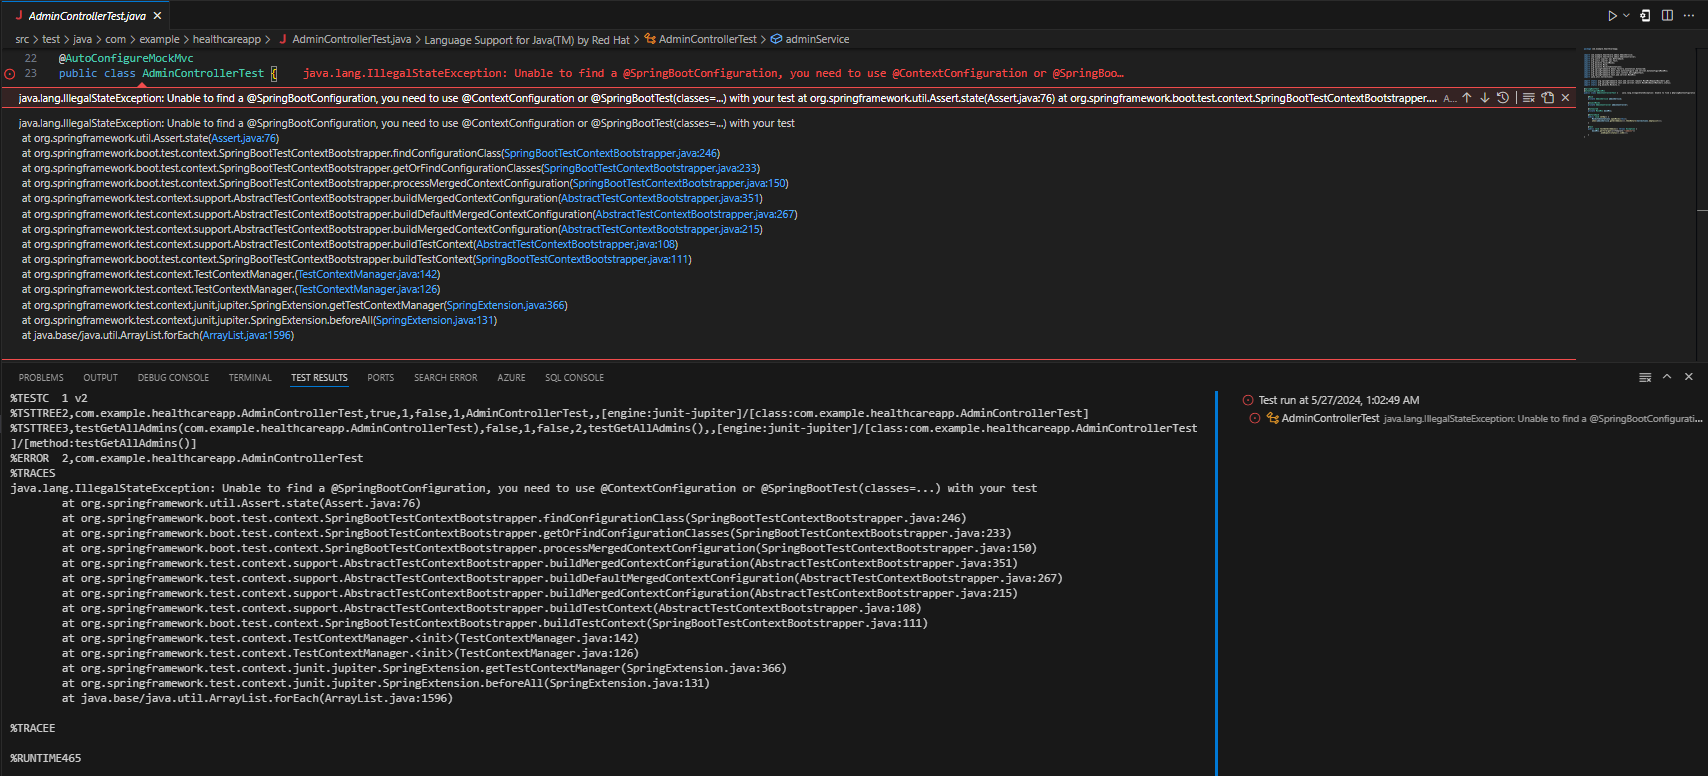 AdminControllerTest.java
src > test > java > com > example > healthcareapp > AdminControllerTest.java > Language Support for Java(TM) by Red Hat > AdminControllerTest > adminService
22 @AutoConfigureMockMvc
23 public class AdminControllerTest { java.lang.IllegalStateException: Unable to find a @SpringBootConfiguration, you need to use @ContextConfiguration or @SpringBoo…
java.lang.IllegalStateException: Unable to find a @SpringBootConfiguration, you need to use @ContextConfiguration or @SpringBootTest(classes=...) with your test at org.springframework.util.Assert.state(Assert.java:76) at org.springframework.boot.test.context.SpringBootTestContextBootstrapper.... A...
java.lang.IllegalStateException: Unable to find a @SpringBootConfiguration, you need to use @ContextConfiguration or @SpringBootTest(classes=...) with your test
at org.springframework.util.Assert.state(Assert.java:76)
at org.springframework.boot.test.context.SpringBootTestContextBootstrapper.findConfigurationClass(SpringBootTestContextBootstrapper.java:246)
at org.springframework.boot.test.context.SpringBootTestContextBootstrapper.getOrFindConfigurationClasses(SpringBootTestContextBootstrapper.java:233)
at org.springframework.boot.test.context.SpringBootTestContextBootstrapper.processMergedContextConfiguration(SpringBootTestContextBootstrapper.java:150)
at org.springframework.test.context.support.AbstractTestContextBootstrapper.buildMergedContextConfiguration(AbstractTestContextBootstrapper.java:351)
at org.springframework.test.context.support.AbstractTestContextBootstrapper.buildDefaultMergedContextConfiguration(AbstractTestContextBootstrapper.java:267)
at org.springframework.test.context.support.AbstractTestContextBootstrapper.buildMergedContextConfiguration(AbstractTestContextBootstrapper.java:215)
at org.springframework.test.context.support.AbstractTestContextBootstrapper.buildTestContext(AbstractTestContextBootstrapper.java:108)
at org.springframework.boot.test.context.SpringBootTestContextBootstrapper.buildTestContext(SpringBootTestContextBootstrapper.java:111)
at org.springframework.test.context.TestContextManager.(TestContextManager.java:142)
at org.springframework.test.context.TestContextManager.(TestContextManager.java:126)
at org.springframework.test.context.junit.jupiter.SpringExtension.getTestContextManager(SpringExtension.java:366)
at org.springframework.test.context.junit.jupiter.SpringExtension.beforeAll(SpringExtension.java:131)
at java.base/java.util.ArrayList.forEach(ArrayList.java:1596)
PROBLEMS OUTPUT DEBUG CONSOLE TERMINAL TEST RESULTS PORTS SEARCH ERROR AZURE SQL CONSOLE
%TESTC 1 v2
%TSTTREE2,com.example.healthcareapp.AdminControllerTest,true,1,false,1,AdminControllerTest,,[engine:junit-jupiter]/[class:com.example.healthcareapp.AdminControllerTest]
%TSTTREE3,testGetAllAdmins(com.example.healthcareapp.AdminControllerTest),false,1,false,2,testGetAllAdmins(),,[engine:junit-jupiter]/[class:com.example.healthcareapp.AdminControllerTest
]/[method:testGetAllAdmins()]
%ERROR 2,com.example.healthcareapp.AdminControllerTest
%TRACES
java.lang.IllegalStateException: Unable to find a @SpringBootConfiguration, you need to use @ContextConfiguration or @SpringBootTest(classes=...) with your test
at org.springframework.util.Assert.state(Assert.java:76)
at org.springframework.boot.test.context.SpringBootTestContextBootstrapper.findConfigurationClass(SpringBootTestContextBootstrapper.java:246)
at org.springframework.boot.test.context.SpringBootTestContextBootstrapper.getOrFindConfigurationClasses(SpringBootTestContextBootstrapper.java:233)
at org.springframework.boot.test.context.SpringBootTestContextBootstrapper.processMergedContextConfiguration(SpringBootTestContextBootstrapper.java:150)
at org.springframework.test.context.support.AbstractTestContextBootstrapper.buildMergedContextConfiguration(AbstractTestContextBootstrapper.java:351)
at org.springframework.test.context.support.AbstractTestContextBootstrapper.buildDefaultMergedContextConfiguration(AbstractTestContextBootstrapper.java:267)
at org.springframework.test.context.support.AbstractTestContextBootstrapper.buildMergedContextConfiguration(AbstractTestContextBootstrapper.java:215)
at org.springframework.test.context.support.AbstractTestContextBootstrapper.buildTestContext(AbstractTestContextBootstrapper.java:108)
at org.springframework.boot.test.context.SpringBootTestContextBootstrapper.buildTestContext(SpringBootTestContextBootstrapper.java:111)
at org.springframework.test.context.TestContextManager.<init>(TestContextManager.java:142)
at org.springframework.test.context.TestContextManager.<init>(TestContextManager.java:126)
at org.springframework.test.context.junit.jupiter.SpringExtension.getTestContextManager(SpringExtension.java:366)
at org.springframework.test.context.junit.jupiter.SpringExtension.beforeAll(SpringExtension.java:131)
at java.base/java.util.ArrayList.forEach(ArrayList.java:1596)
%TRACEE
%RUNTIME465
Test run at 5/27/2024, 1:02:49 AM
AdminControllerTest java.lang.IllegalStateException: Unable to find a @SpringBootConfigurati...